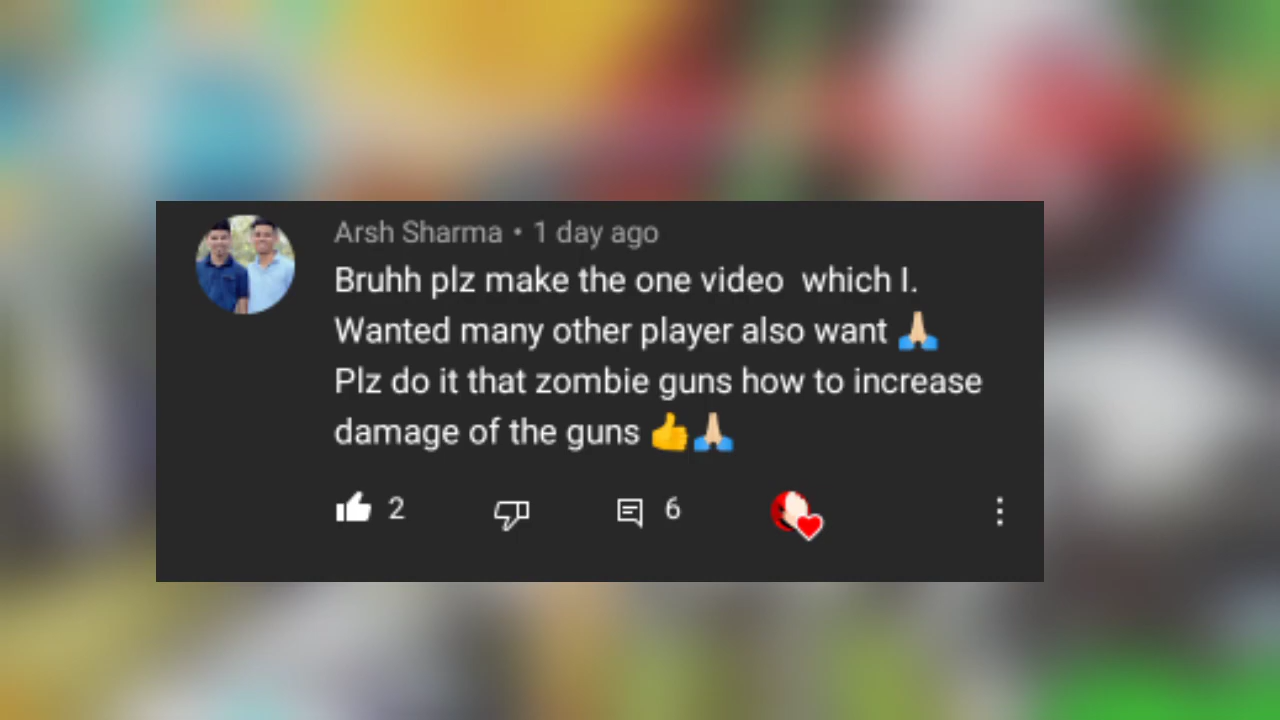 Arsh Sharma • 1 day ago
Bruhh plz make the one video  which I.
Wanted many other player also want 🙏🏼
Plz do it that zombie guns how to increase
damage of the guns 👍🙏🏼
2
6